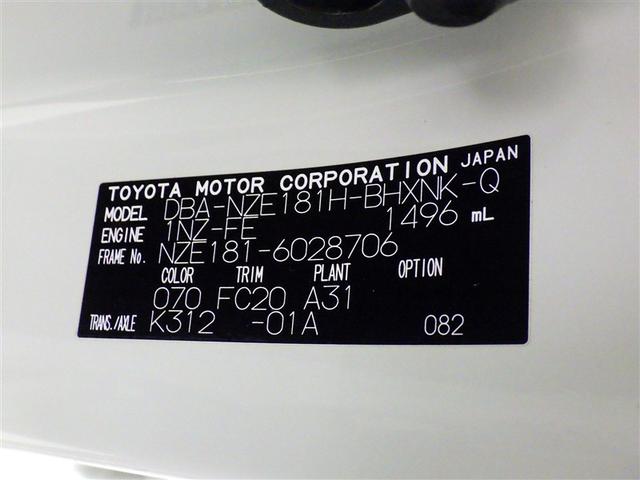 TOYOTA MOTOR CORPORATION JAPAN
MODEL DBA-NZE181H-BHXNK-Q
ENGINE 1NZ-FE 1496 mL
FRAME No. NZE181-6028706
COLOR TRIM PLANT OPTION
070 FC20 A31
TRANS./AXLE K312 -01A 082